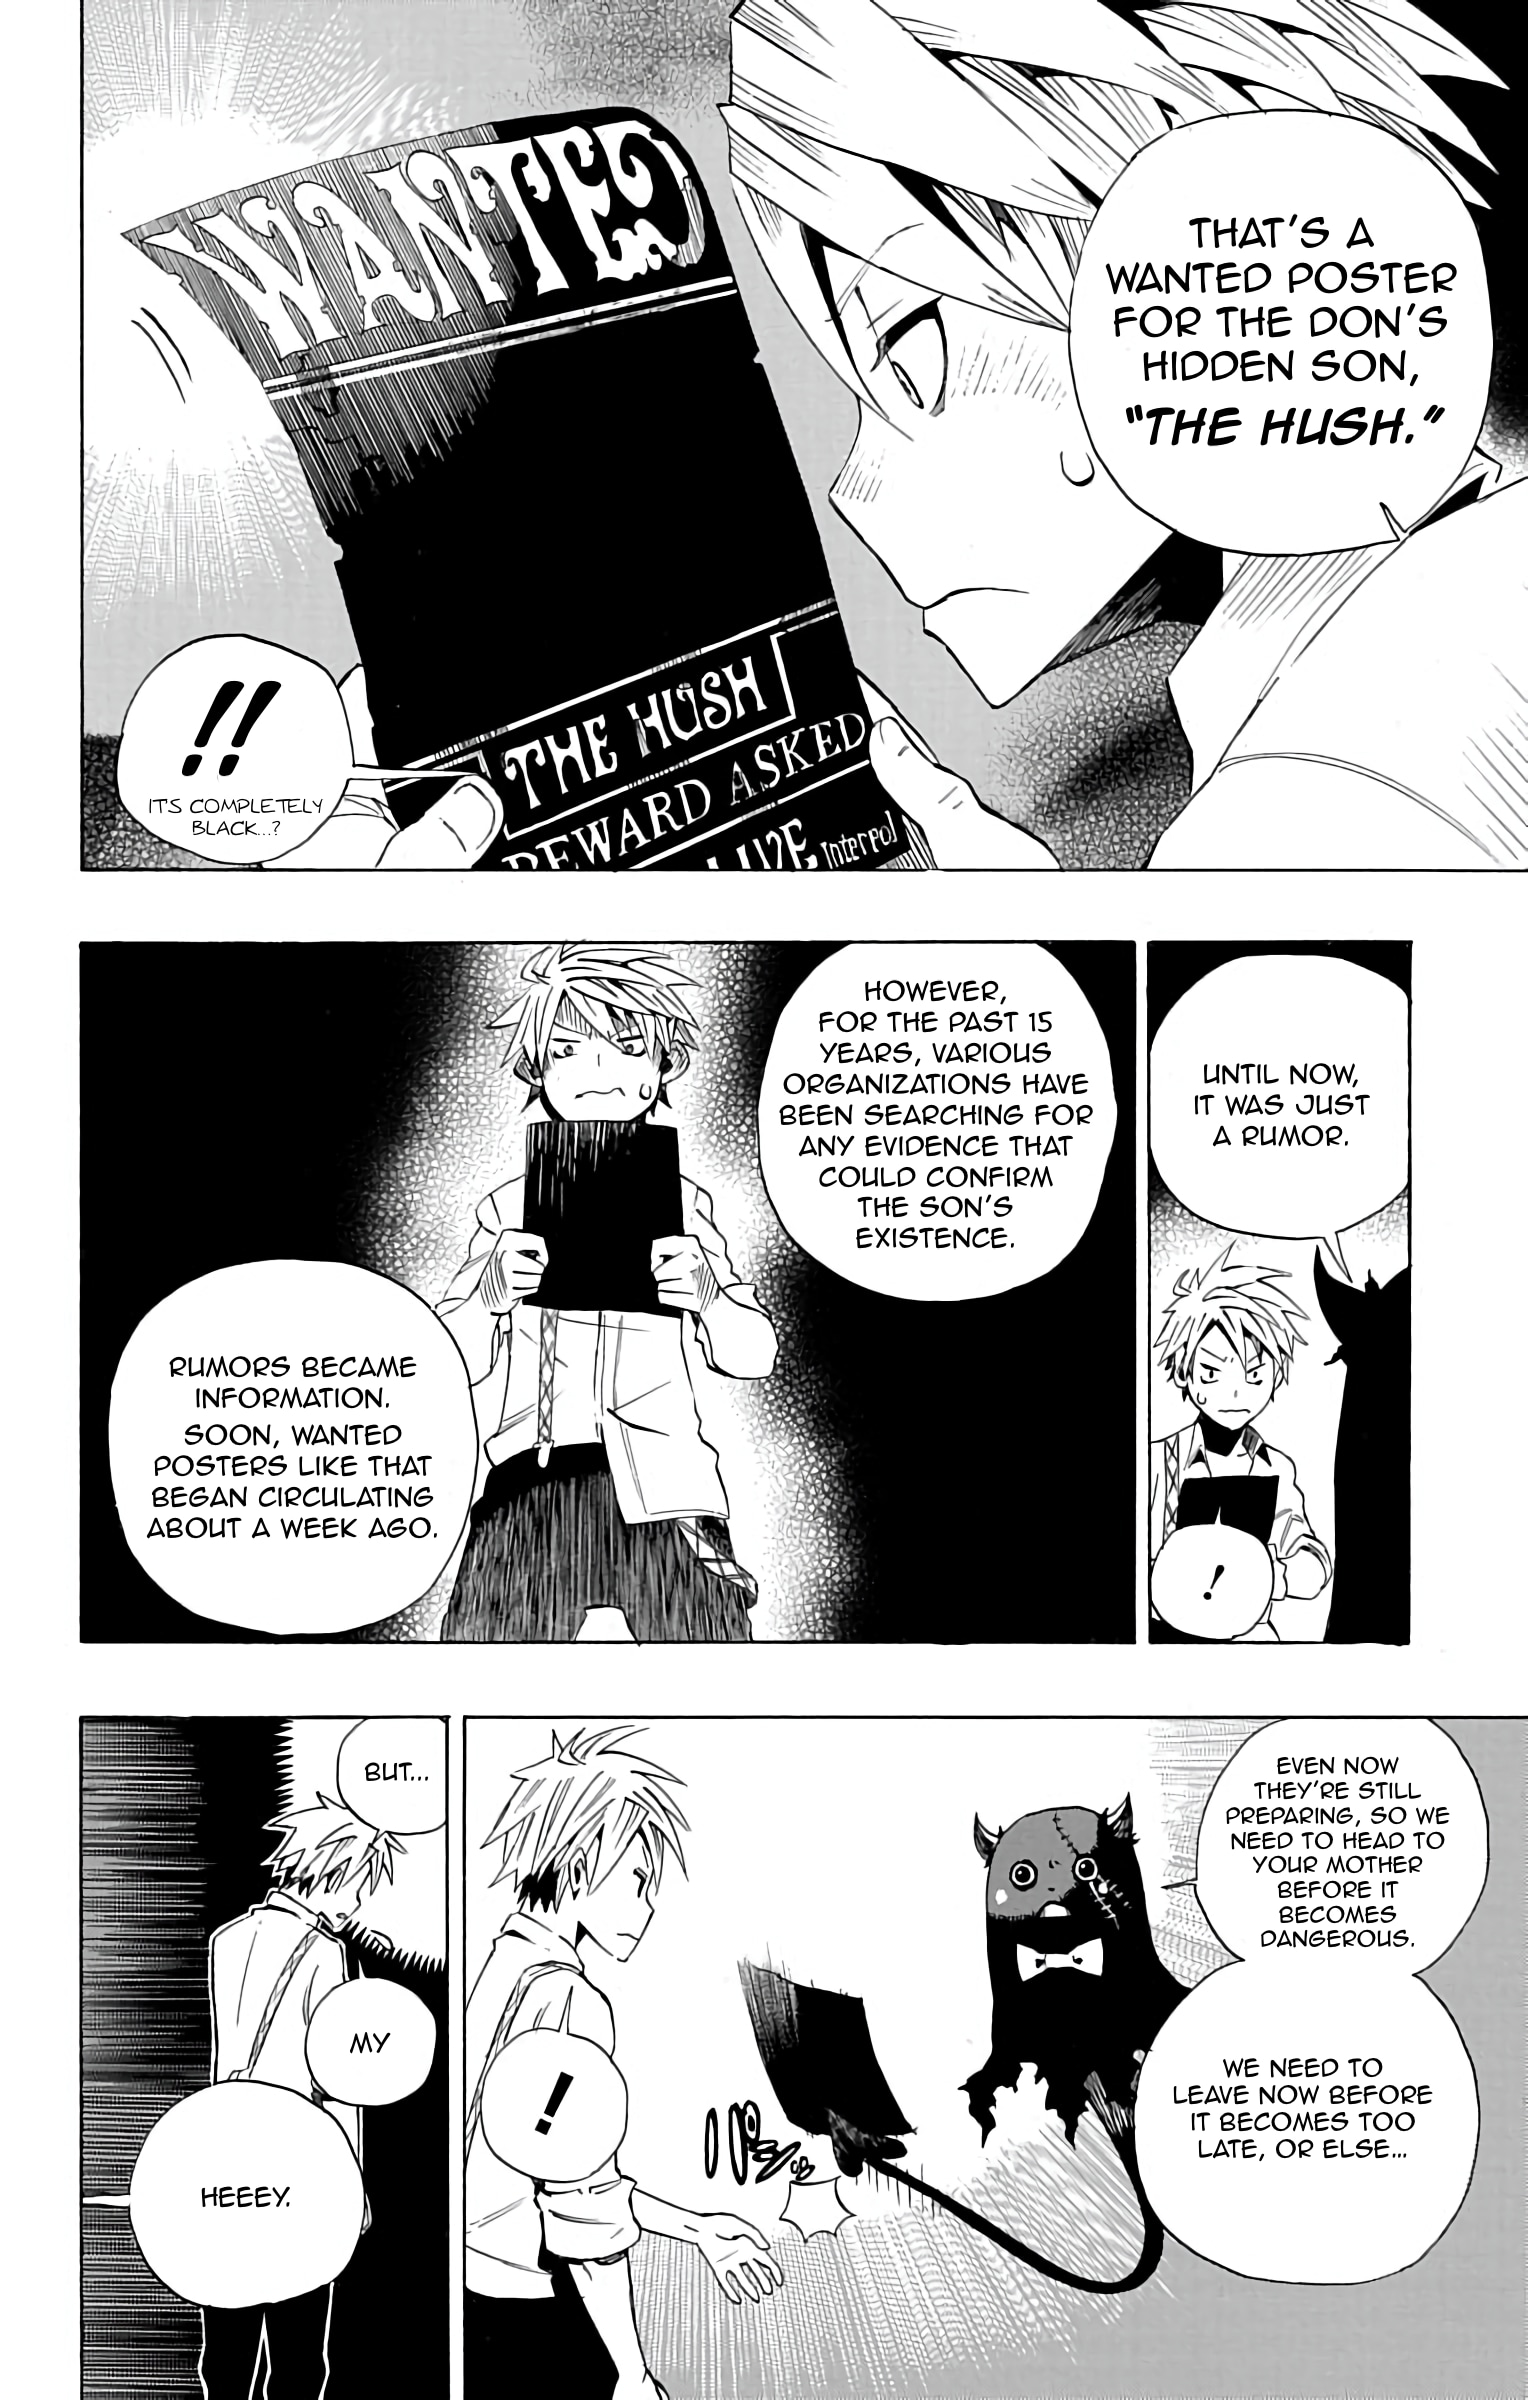 THAT'S A
WANTED POSTER
FOR THE DON'S
HIDDEN SON,
"THE HUSH."
WANTED
THE HUSH
REWARD ASKED
LIVE Interpol
!!
IT'S COMPLETELY
BLACK...?
UNTIL NOW,
IT WAS JUST
A RUMOR.
!
HOWEVER,
FOR THE PAST 15
YEARS, VARIOUS
ORGANIZATIONS HAVE
BEEN SEARCHING FOR
ANY EVIDENCE THAT
COULD CONFIRM
THE SON'S
EXISTENCE.
RUMORS BECAME
INFORMATION.
SOON, WANTED
POSTERS LIKE THAT
BEGAN CIRCULATING
ABOUT A WEEK AGO.
EVEN NOW
THEY'RE STILL
PREPARING, SO WE
NEED TO HEAD TO
YOUR MOTHER
BEFORE IT
BECOMES
DANGEROUS.
WE NEED TO
LEAVE NOW BEFORE
IT BECOMES TOO
LATE, OR ELSE...
!
BUT...
MY
HEEEY.